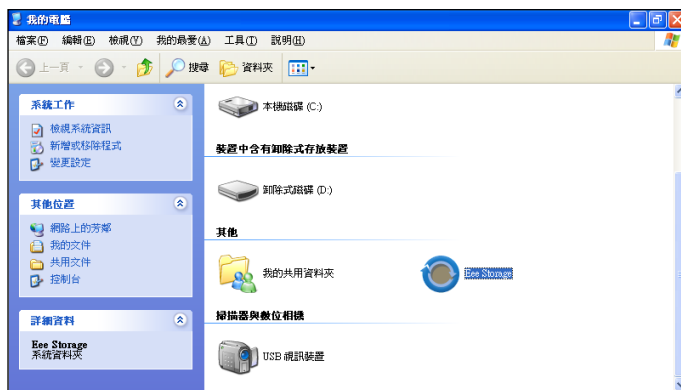 我的電腦
檔案(F) 編輯(E) 檢視(V) 我的最愛(A) 工具(T) 說明(H)
上一頁 搜尋 資料夾
系統工作
檢視系統資訊
新增或移除程式
變更設定
其他位置
網路上的芳鄰
我的文件
共用文件
控制台
詳細資料
Eee Storage
系統資料夾
本機磁碟 (C:)
裝置中含有卸除式存放裝置
卸除式磁碟 (D:)
其他
我的共用資料夾
Eee Storage
掃描器與數位相機
USB 視訊裝置